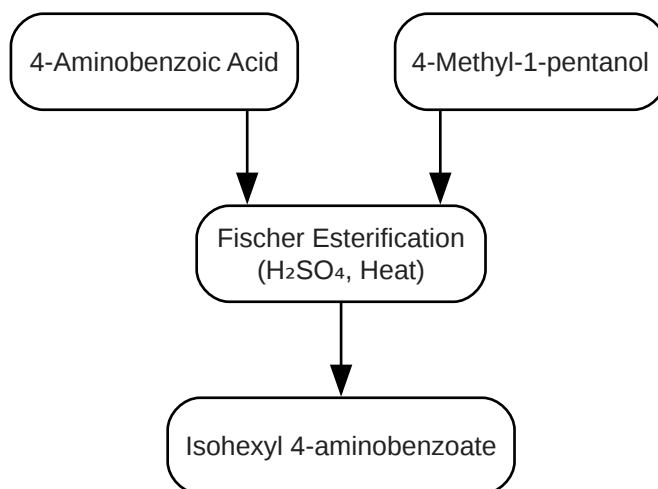 4-Aminobenzoic Acid
4-Methyl-1-pentanol
Fischer Esterification
(H₂SO₄, Heat)
Isohexyl 4-aminobenzoate